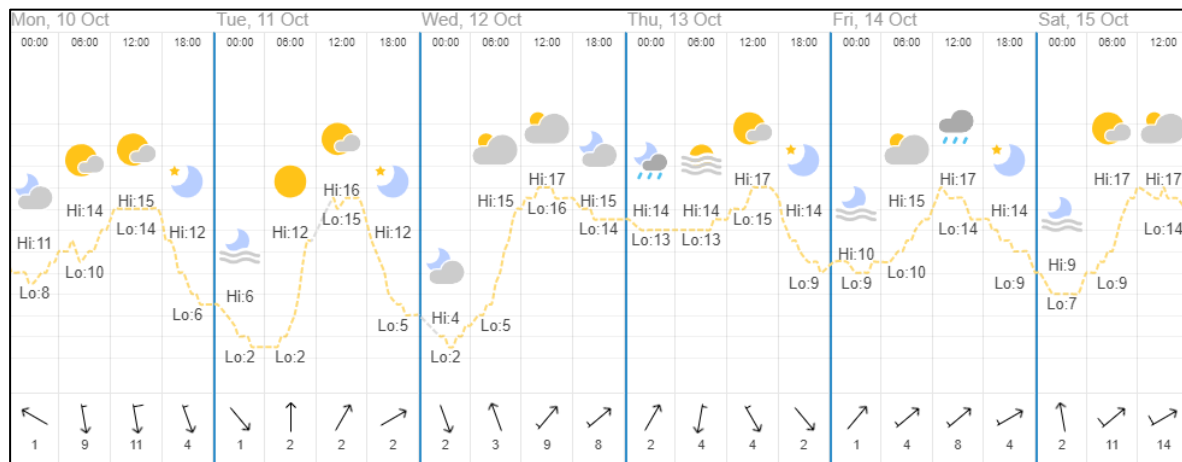 Mon, 10 Oct Tue, 11 Oct Wed, 12 Oct Thu, 13 Oct Fri, 14 Oct Sat, 15 Oct
00:00 06:00 12:00 18:00 00:00 06:00 12:00 18:00 00:00 06:00 12:00 18:00 00:00 06:00 12:00 18:00 00:00 06:00 12:00 18:00 00:00 06:00 12:00
Hi:11 Hi:14 Hi:15 Hi:12 Hi:6 Hi:12 Hi:16 Hi:12 Hi:4 Hi:15 Hi:17 Hi:15 Hi:14 Hi:14 Hi:17 Hi:14 Hi:10 Hi:15 Hi:17 Hi:14 Hi:9 Hi:17 Hi:17
Lo:8 Lo:10 Lo:14 Lo:6 Lo:2 Lo:2 Lo:15 Lo:5 Lo:2 Lo:5 Lo:16 Lo:14 Lo:13 Lo:13 Lo:15 Lo:9 Lo:9 Lo:10 Lo:14 Lo:9 Lo:7 Lo:9 Lo:14
1 9 11 4 1 2 2 2 2 3 9 8 2 4 4 2 1 4 8 4 2 11 14